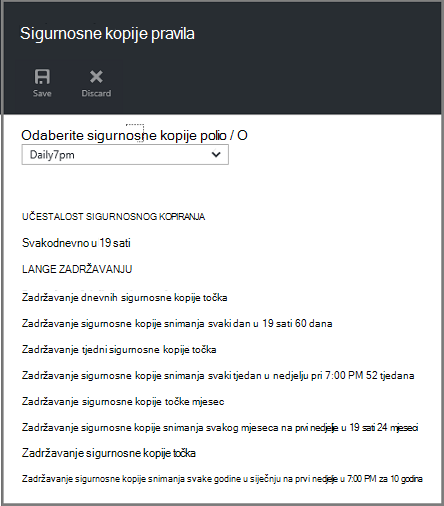 Sigurnosne kopije pravila
Save
Discard
Odaberite sigurnosne kopije polio / O
Daily7pm
UČESTALOST SIGURNOSNOG KOPIRANJA
Svakodnevno u 19 sati
LANGE ZADRŽAVANJU
Zadržavanje dnevnih sigurnosne kopije točka
Zadržavanje sigurnosne kopije snimanja svaki dan u 19 sati 60 dana
Zadržavanje tjedni sigurnosne kopije točka
Zadržavanje sigurnosne kopije snimanja svaki tjedan u nedjelju pri 7:00 PM 52 tjedana
Zadržavanje sigurnosne kopije točke mjesec
Zadržavanje sigurnosne kopije snimanja svakog mjeseca na prvi nedjelje u 19 sati 24 mjeseci
Zadržavanje sigurnosne kopije točka
Zadržavanje sigurnosne kopije snimanja svake godine u siječnju na prvi nedjelje u 7:00 PM za 10 godina